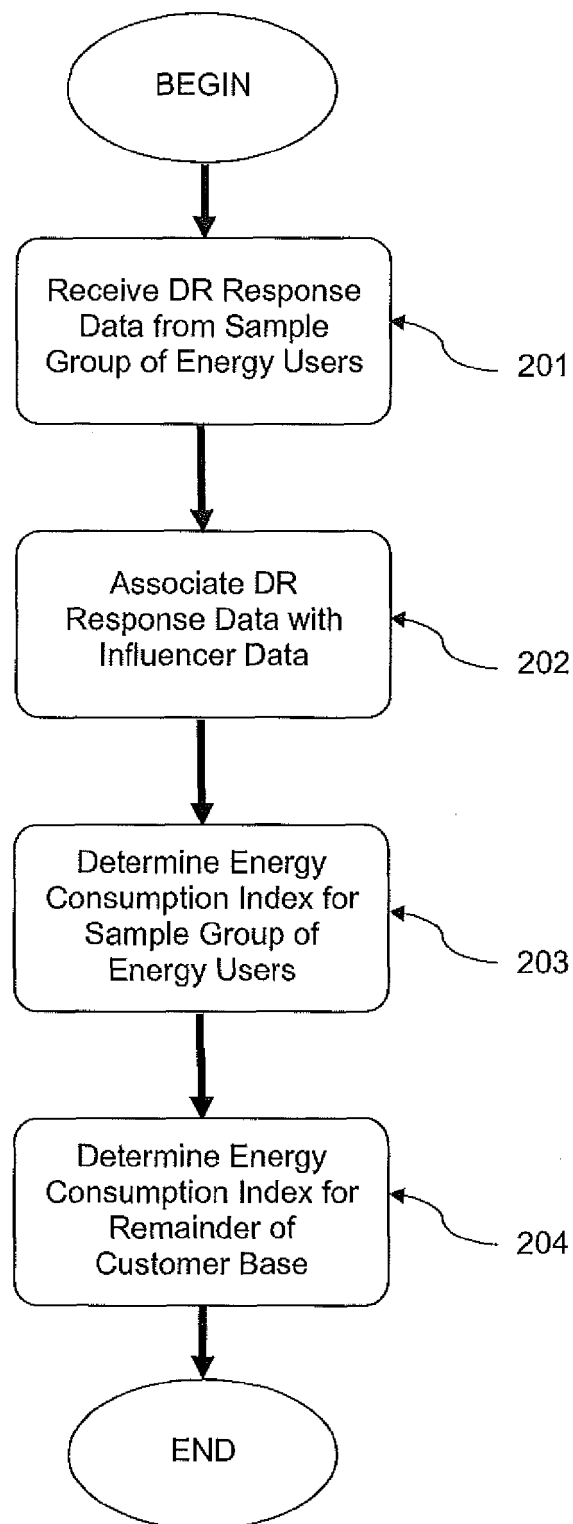 BEGIN
Receive DR Response
Data from Sample
Group of Energy Users
201
Associate DR
Response Data with
Influencer Data
202
Determine Energy
Consumption Index for
Sample Group of
Energy Users
203
Determine Energy
Consumption Index for
Remainder of
Customer Base
204
END